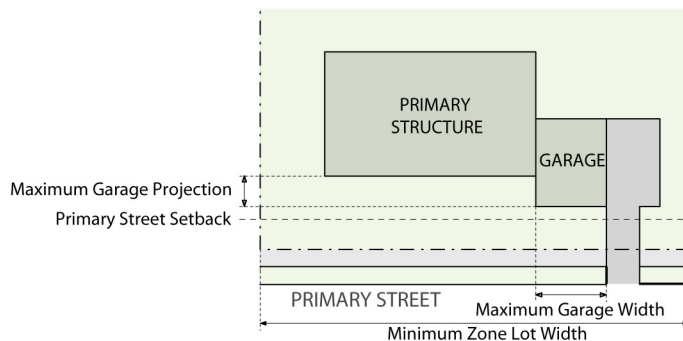 PRIMARY
STRUCTURE
GARAGE
Maximum Garage Projection
Primary Street Setback
PRIMARY STREET
Maximum Garage Width
Minimum Zone Lot Width